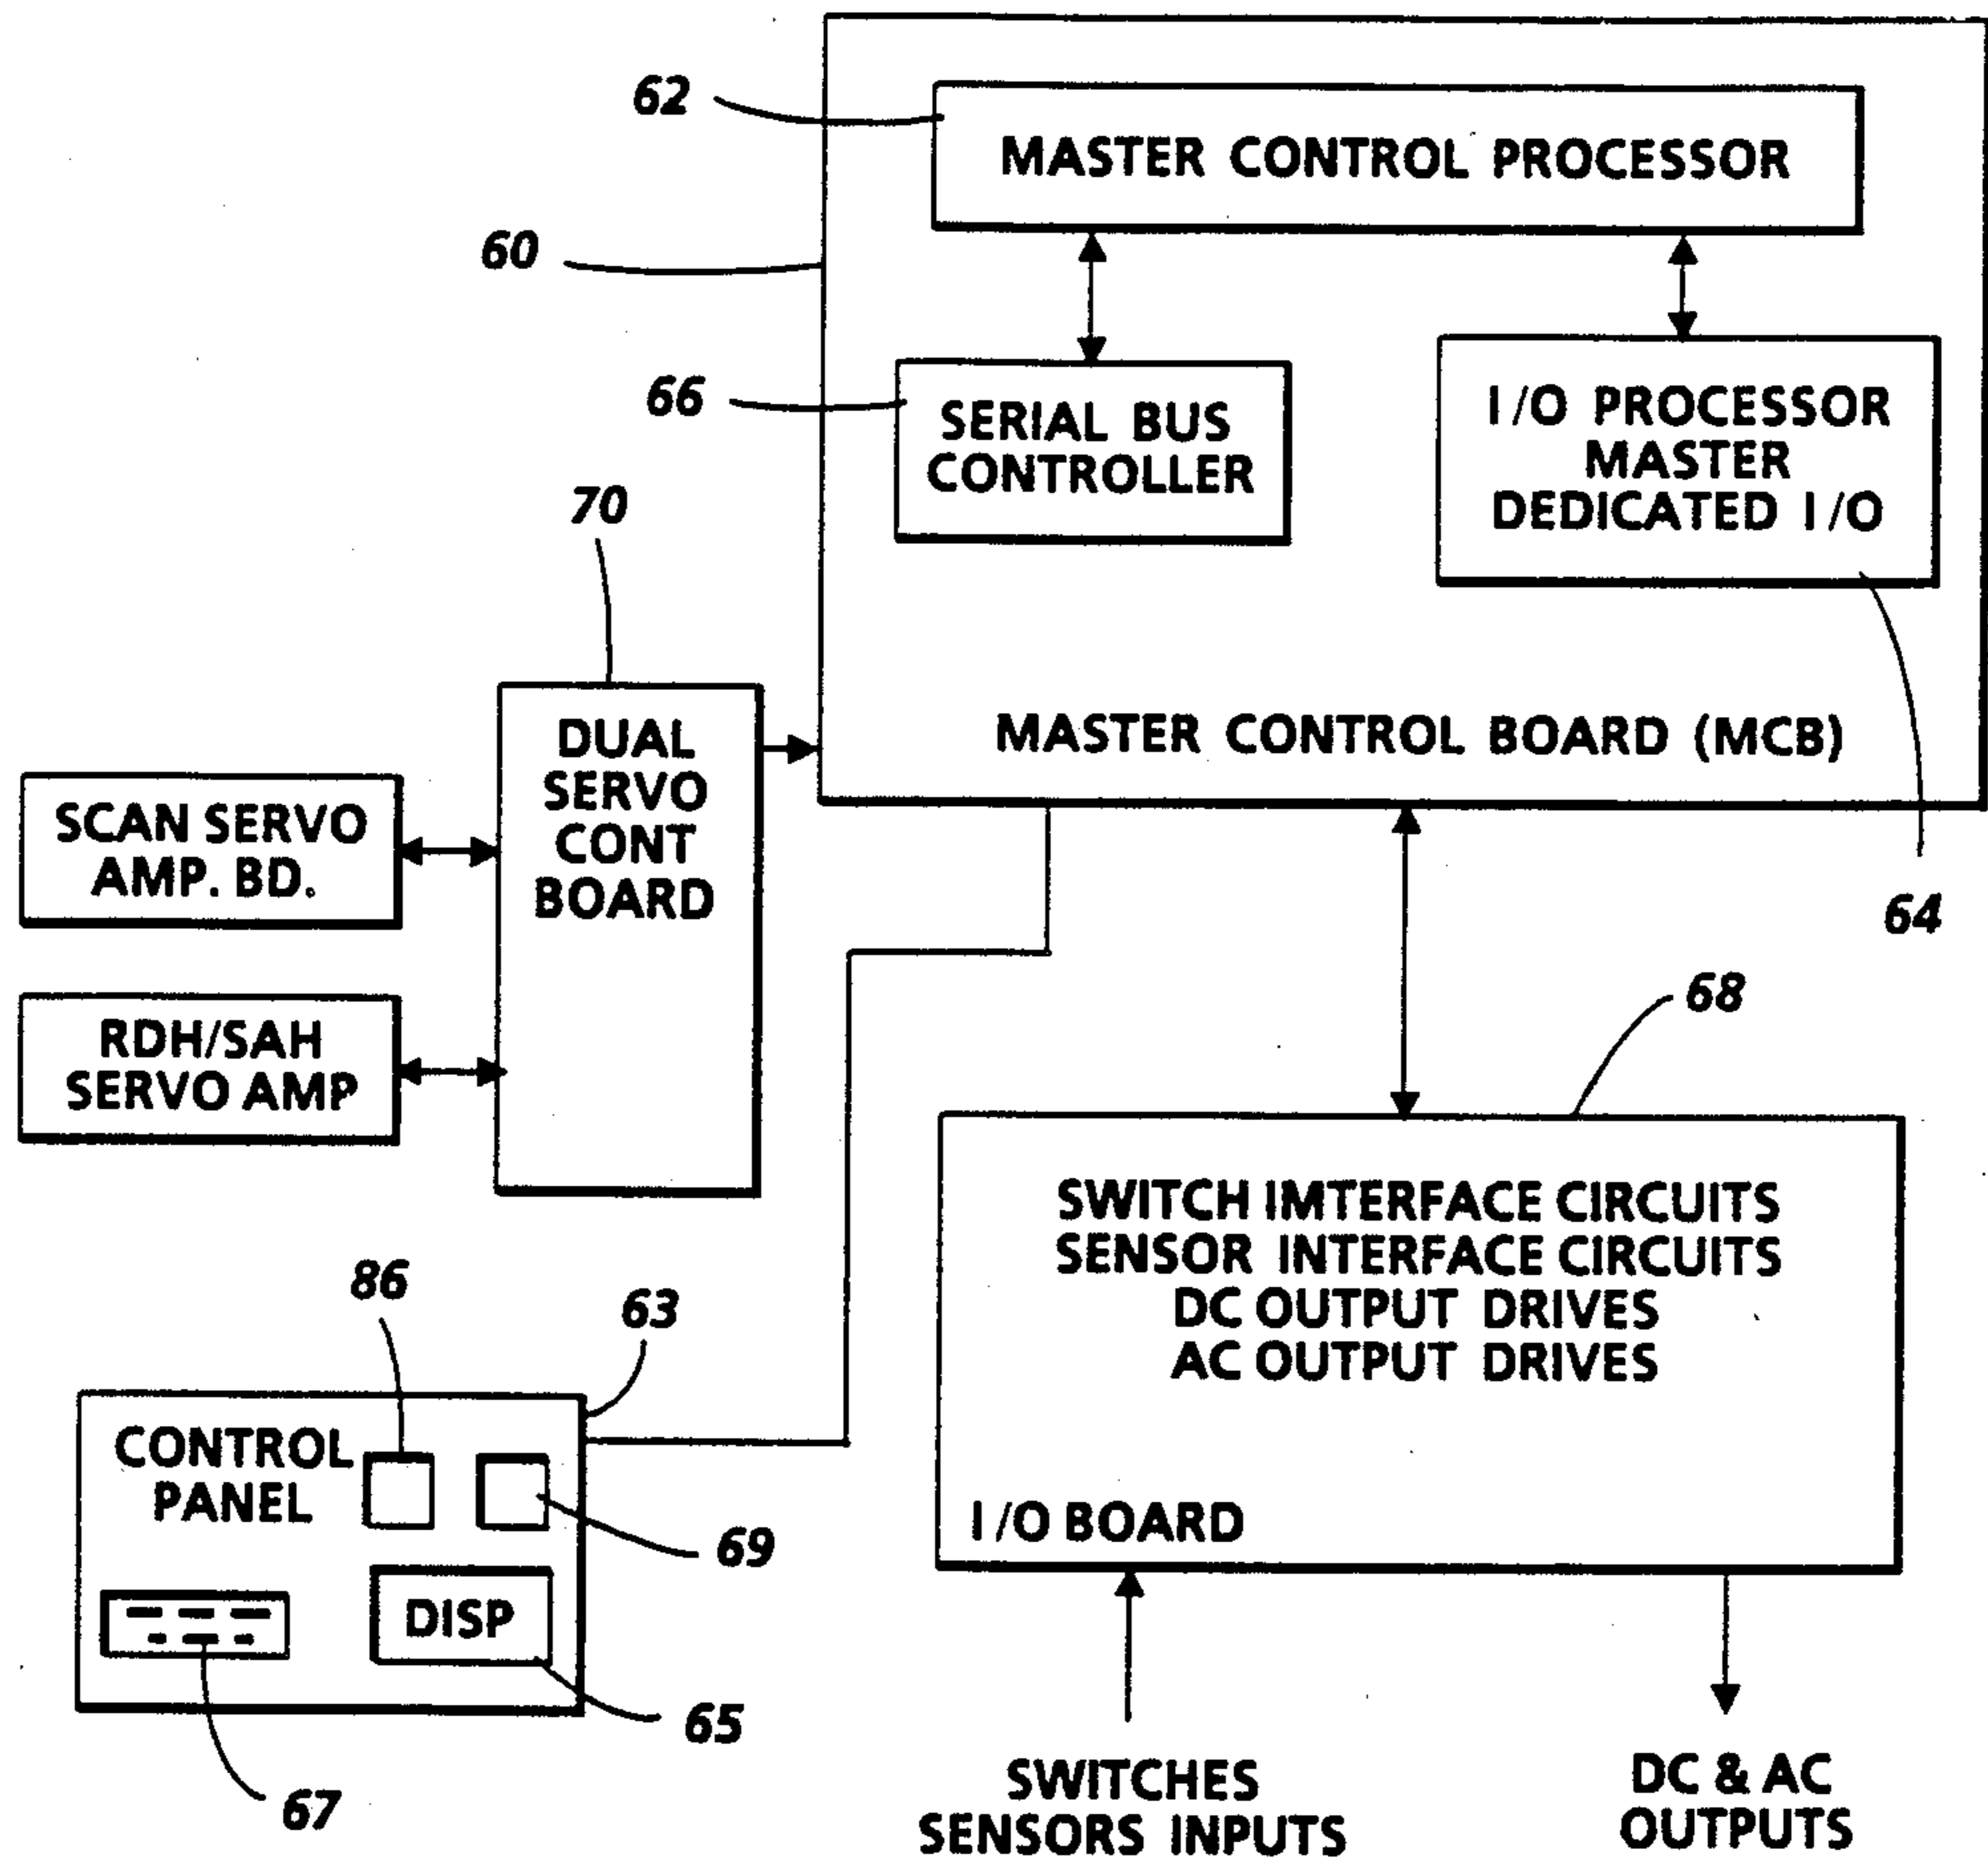 62
MASTER CONTROL PROCESSOR
60
66
SERIAL BUS
CONTROLLER
I/O PROCESSOR
MASTER
DEDICATED I/O
70
MASTER CONTROL BOARD (MCB)
64
DUAL
SERVO
CONT
BOARD
SCAN SERVO
AMP. BD.
RDH/SAH
SERVO AMP
68
SWITCH IMTERFACE CIRCUITS
SENSOR INTERFACE CIRCUITS
DC OUTPUT DRIVES
AC OUTPUT DRIVES
I/O BOARD
86
63
CONTROL
PANEL
69
DISP
65
67
SWITCHES
SENSORS INPUTS
DC & AC
OUTPUTS